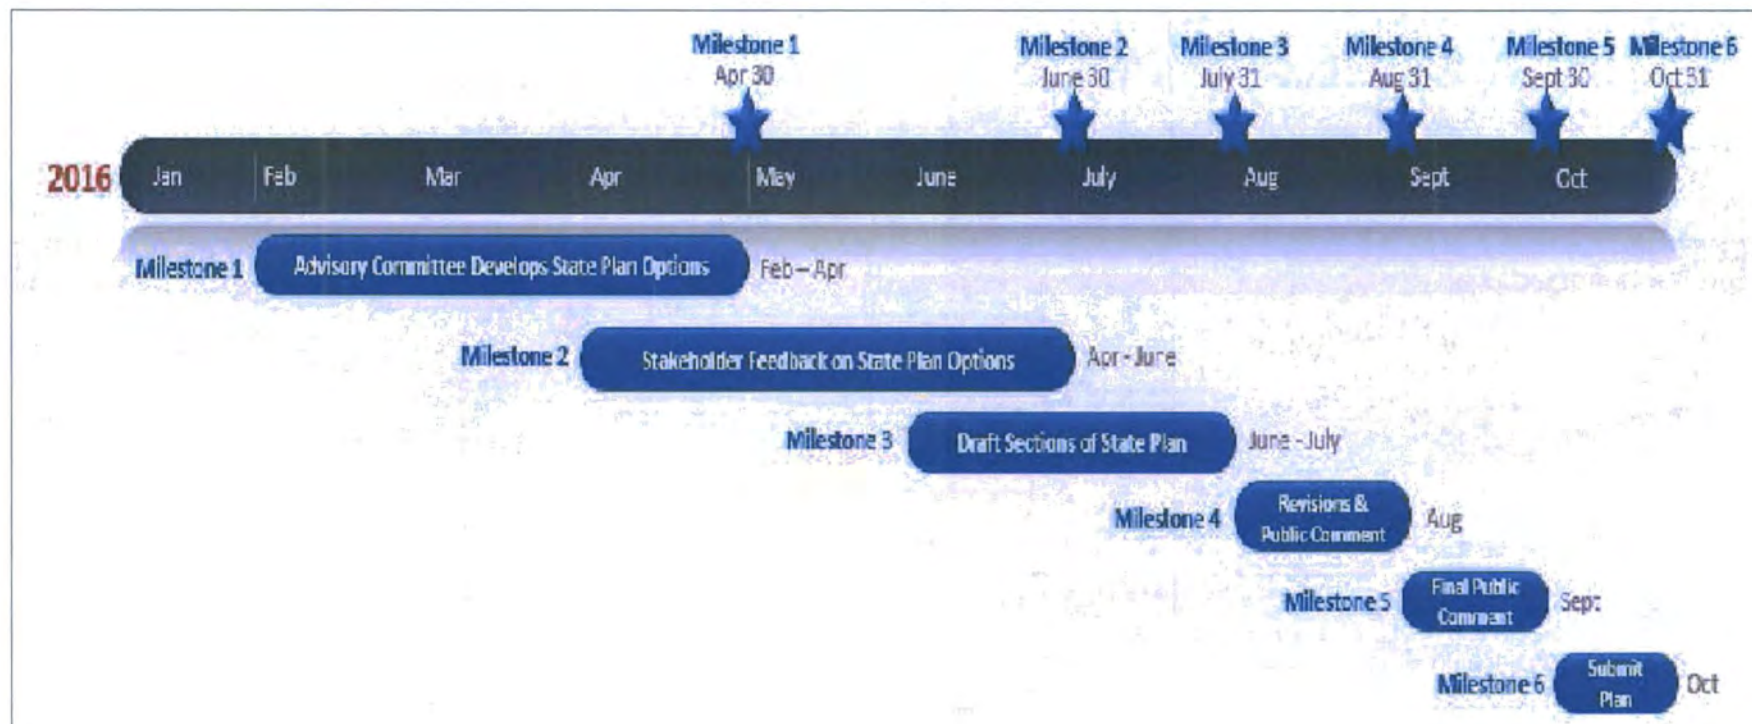 Milestone 1
Apr 30
Milestone 2
June 30
Milestone 3
July 31
Milestone 4
Aug 31
Milestone 5
Sept 30
Milestone 6
Oct 31
2016
Jan
Feb
Mar
Apr
May
June
July
Aug
Sept
Oct
Milestone 1
Advisory Committee Develops State Plan Options
Feb – Apr
Milestone 2
Stakeholder Feedback on State Plan Options
Apr - June
Milestone 3
Draft Sections of State Plan
June - July
Milestone 4
Revisions &
Public Comment
Aug
Milestone 5
Final Public
Comment
Sept
Milestone 6
Submit
Plan
Oct